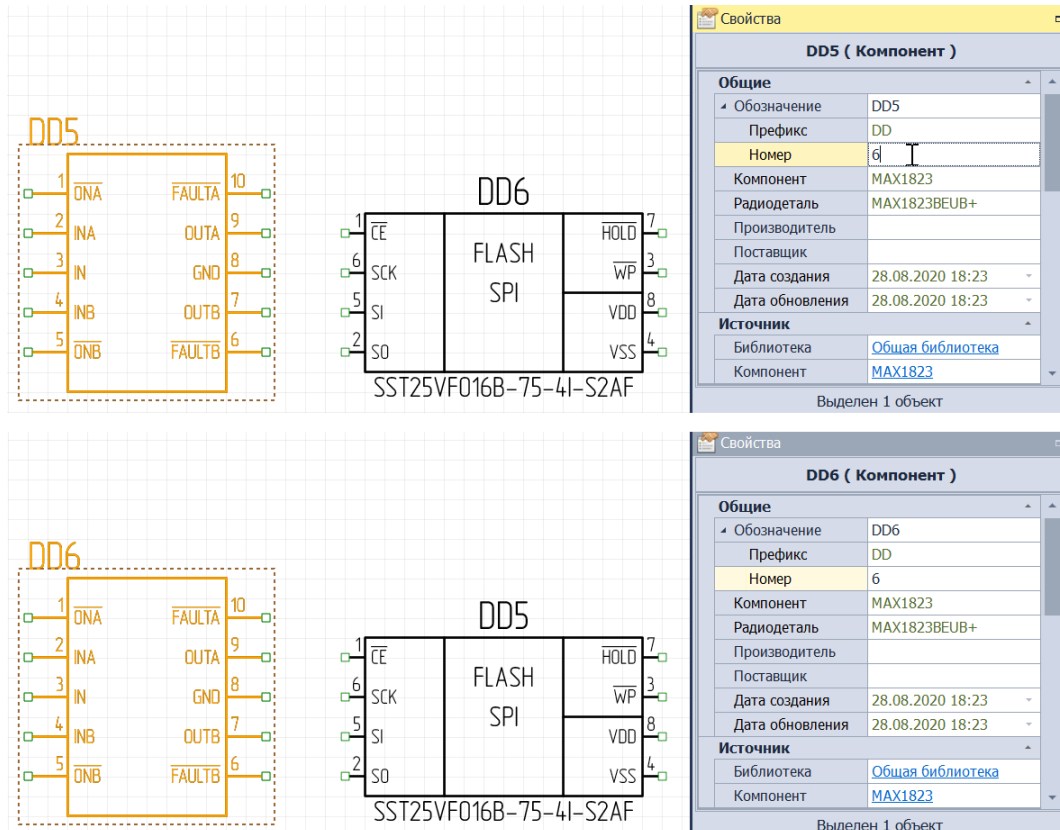 Свойства
DD5 ( Компонент )
Общие
Обозначение DD5
Префикс DD
Номер 6
Компонент MAX1823
Радиодеталь MAX1823BEUB+
Производитель
Поставщик
Дата создания 28.08.2020 18:23
Дата обновления 28.08.2020 18:23
Источник
Библиотека Общая библиотека
Компонент MAX1823
Выделен 1 объект
DD5
1 ONA FAULTA 10
2 INA OUTA 9
3 IN GND 8
4 INB OUTB 7
5 ONB FAULTB 6
DD6
1 CE HOLD 7
6 SCK WP 3
5 SI VDD 8
2 SO VSS 4
FLASH
SPI
SST25VF016B-75-4I-S2AF
Свойства
DD6 ( Компонент )
Общие
Обозначение DD6
Префикс DD
Номер 6
Компонент MAX1823
Радиодеталь MAX1823BEUB+
Производитель
Поставщик
Дата создания 28.08.2020 18:23
Дата обновления 28.08.2020 18:23
Источник
Библиотека Общая библиотека
Компонент MAX1823
Выделен 1 объект
DD6
1 ONA FAULTA 10
2 INA OUTA 9
3 IN GND 8
4 INB OUTB 7
5 ONB FAULTB 6
DD5
1 CE HOLD 7
6 SCK WP 3
5 SI VDD 8
2 SO VSS 4
FLASH
SPI
SST25VF016B-75-4I-S2AF